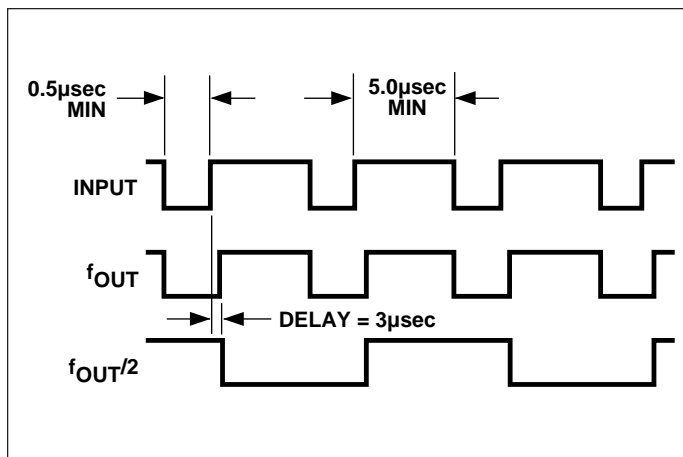 0.5µsec
MIN
5.0µsec
MIN
INPUT
fOUT
DELAY = 3µsec
fOUT/2